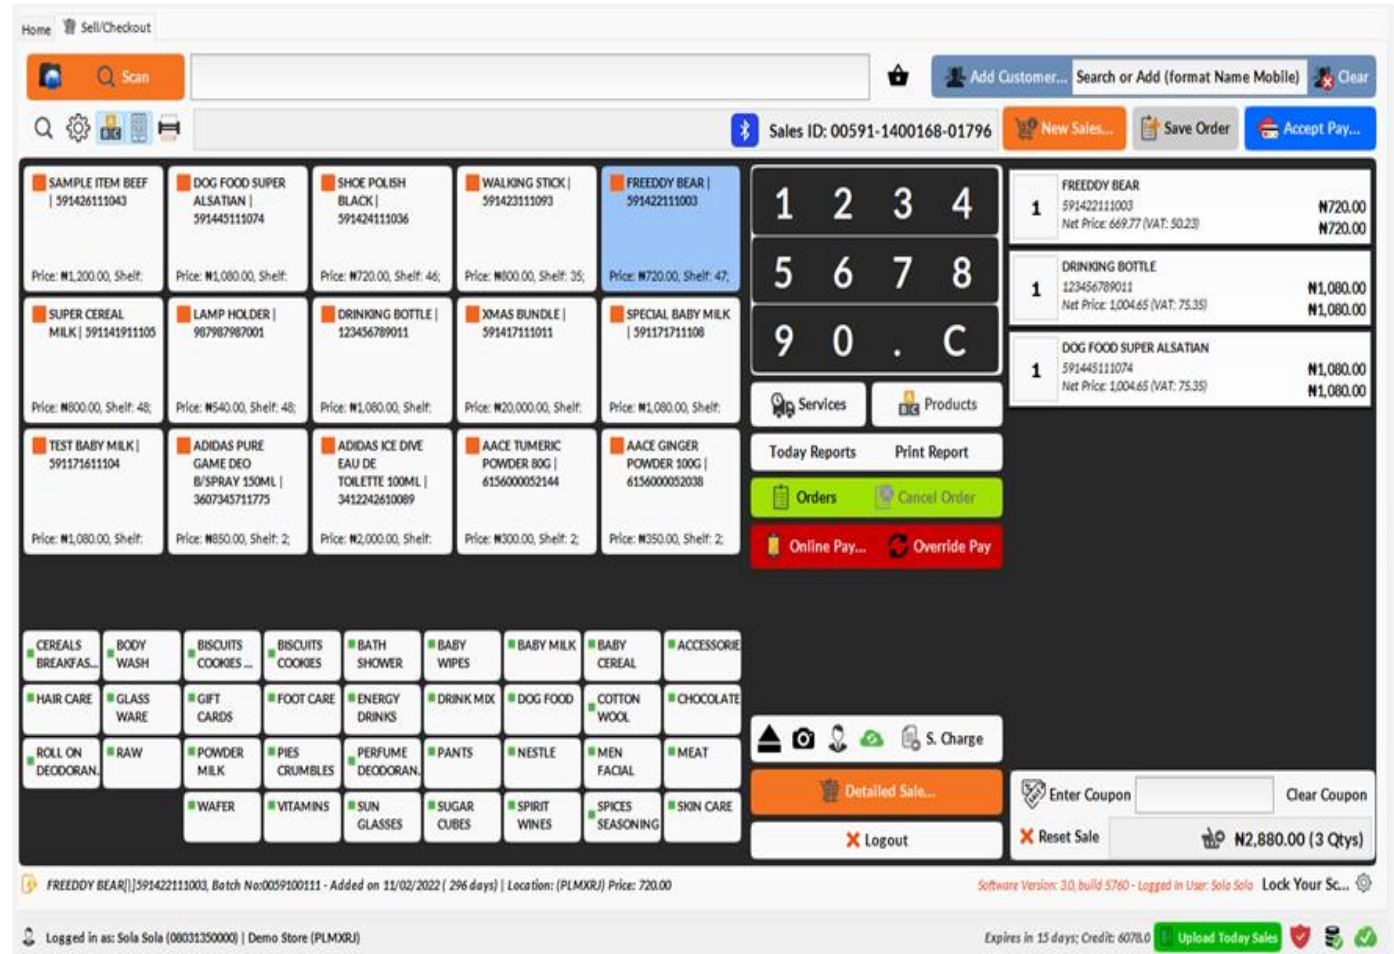 Home Sell/Checkout
Scan
Add Customer... Search or Add (format Name Mobile) Clear
Sales ID: 00591-1400168-01796 New Sales... Save Order Accept Pay...
SAMPLE ITEM BEEF
| 591426111043
Price: ₦1,200.00, Shelf:
DOG FOOD SUPER
ALSATIAN |
591445111074
Price: ₦1,080.00, Shelf:
SHOE POLISH
BLACK |
591424111036
Price: ₦720.00, Shelf: 46;
WALKING STICK |
591423111093
Price: ₦800.00, Shelf: 35;
FREEDDY BEAR |
591422111003
Price: ₦720.00, Shelf: 47;
SUPER CEREAL
MILK | 591141911105
Price: ₦800.00, Shelf: 48;
LAMP HOLDER |
987987987001
Price: ₦540.00, Shelf: 48;
DRINKING BOTTLE |
123456789011
Price: ₦1,080.00, Shelf:
XMAS BUNDLE |
591417111011
Price: ₦20,000.00, Shelf:
SPECIAL BABY MILK
| 591171711108
Price: ₦1,080.00, Shelf:
TEST BABY MILK |
591171611104
Price: ₦1,080.00, Shelf:
ADIDAS PURE
GAME DEO
B/SPRAY 150ML |
3607345711775
Price: ₦850.00, Shelf: 2;
ADIDAS ICE DIVE
EAU DE
TOILETTE 100ML |
3412242610089
Price: ₦2,000.00, Shelf:
AACE TUMERIC
POWDER 80G |
6156000052144
Price: ₦300.00, Shelf: 2;
AACE GINGER
POWDER 100G |
6156000052038
Price: ₦350.00, Shelf: 2;
CEREALS
BREAKFAS...
BODY
WASH
BISCUITS
COOKIES ...
BISCUITS
COOKIES
BATH
SHOWER
BABY
WIPES
BABY MILK
BABY
CEREAL
ACCESSORIE
HAIR CARE
GLASS
WARE
GIFT
CARDS
FOOT CARE
ENERGY
DRINKS
DRINK MIX
DOG FOOD
COTTON
WOOL
CHOCOLATE
ROLL ON
DEODORAN.
RAW
POWDER
MILK
PIES
CRUMBLES
PERFUME
DEODORAN.
PANTS
NESTLE
MEN
FACIAL
MEAT
WAFER
VITAMINS
SUN
GLASSES
SUGAR
CUBES
SPIRIT
WINES
SPICES
SEASONING
SKIN CARE
1 2 3 4
5 6 7 8
9 0 . C
Services Products
Today Reports Print Report
Orders Cancel Order
Online Pay... Override Pay
S. Charge
Detailed Sale...
Logout
FREEDDY BEAR
1 591422111003 ₦720.00
Net Price: 669.77 (VAT: 50.23) ₦720.00
DRINKING BOTTLE
1 123456789011 ₦1,080.00
Net Price: 1,004.65 (VAT: 75.35) ₦1,080.00
DOG FOOD SUPER ALSATIAN
1 591445111074 ₦1,080.00
Net Price: 1,004.65 (VAT: 75.35) ₦1,080.00
Enter Coupon Clear Coupon
Reset Sale ₦2,880.00 (3 Qtys)
FREEDDY BEAR[|]591422111003, Batch No:0059100111 - Added on 11/02/2022 ( 296 days) | Location: (PLMXRJ) Price: 720.00
Software Version: 3.0, build 5760 - Logged In User: Sola Sola Lock Your Sc...
Logged in as: Sola Sola (08031350000) | Demo Store (PLMXRJ)
Expires in 15 days; Credit: 6078.0 Upload Today Sales